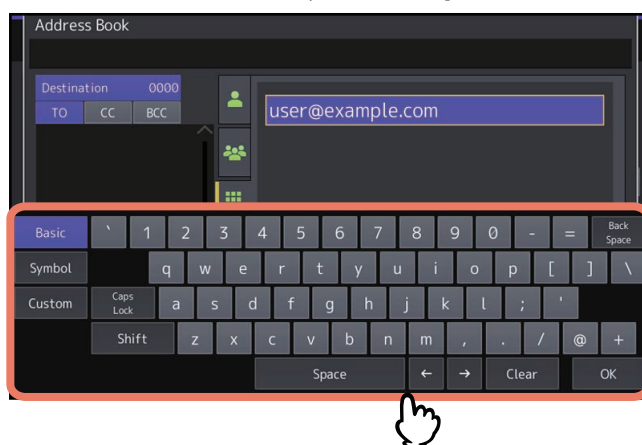 Address Book
Destination 0000
TO CC BCC
user@example.com
Basic ` 1 2 3 4 5 6 7 8 9 0 - = Back Space
Symbol q w e r t y u i o p [ ] \
Custom Caps Lock a s d f g h j k l ; '
Shift z x c v b n m , . / @ +
Space ← → Clear OK